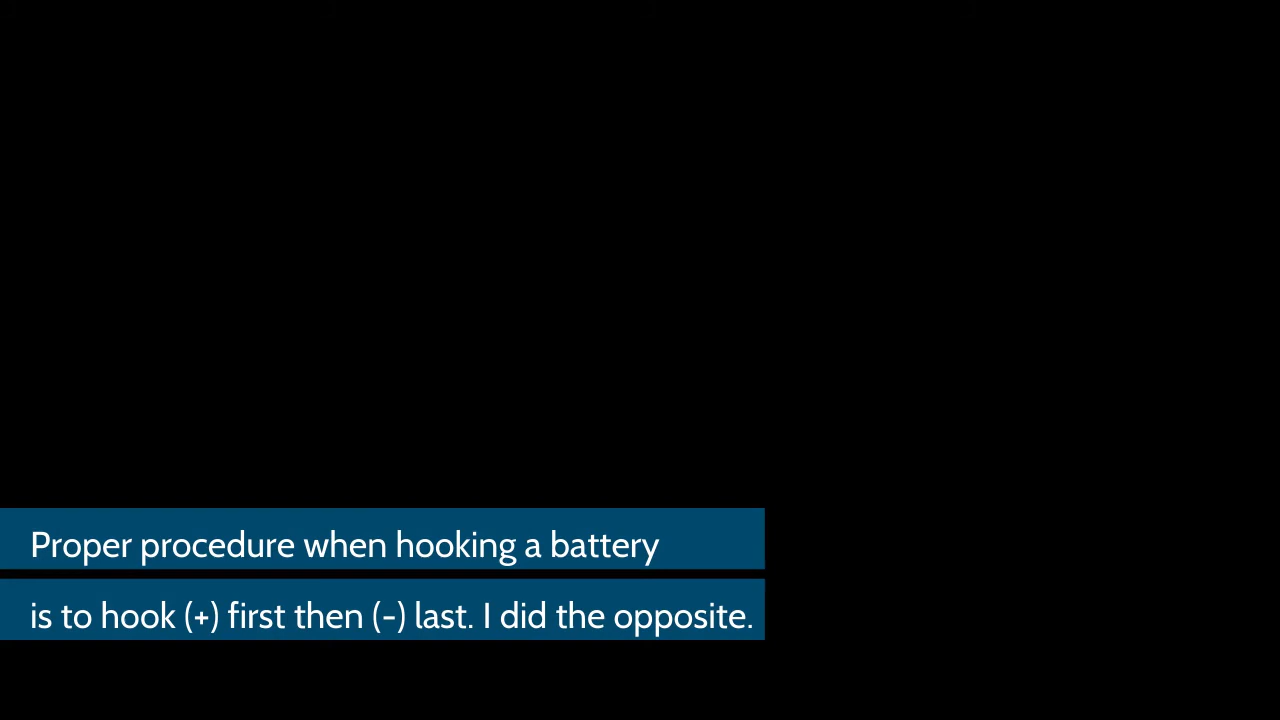 Proper procedure when hooking a battery
is to hook (+) first then (-) last. I did the opposite.